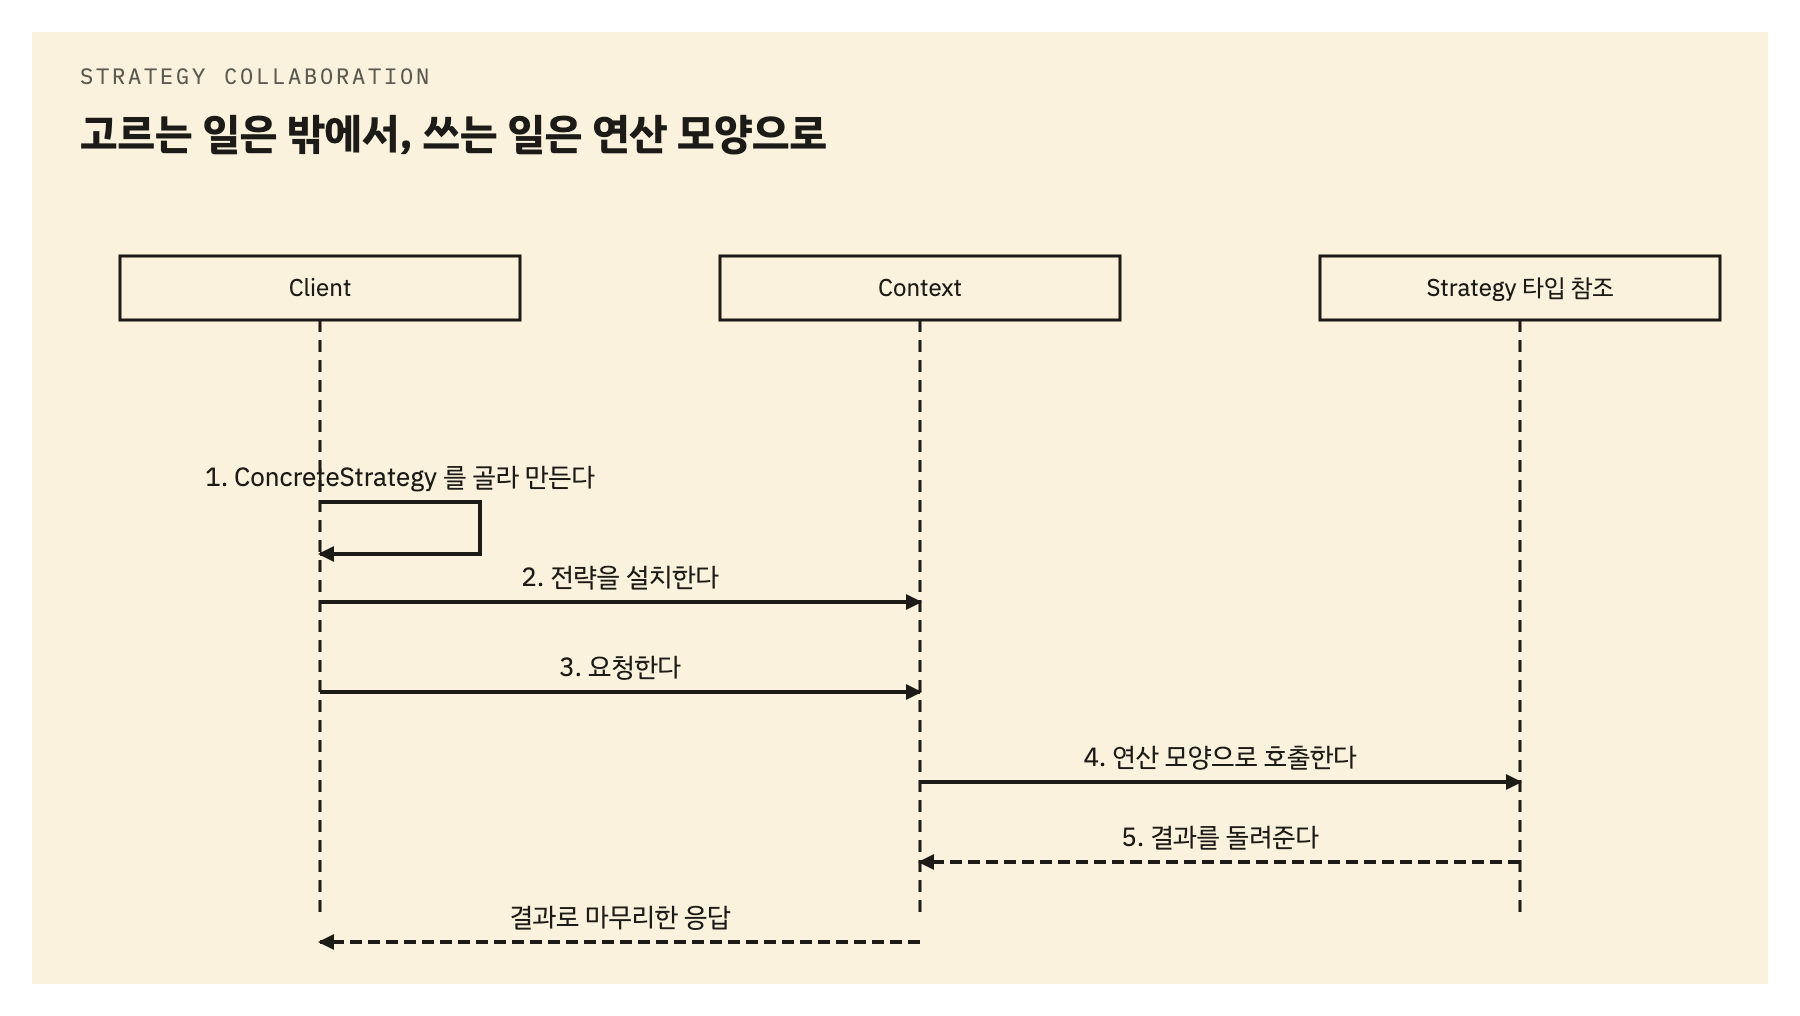 STRATEGY COLLABORATION
고르는 일은 밖에서, 쓰는 일은 연산 모양으로
Client
Context
Strategy 타입 참조
1. ConcreteStrategy 를 골라 만든다
2. 전략을 설치한다
3. 요청한다
4. 연산 모양으로 호출한다
5. 결과를 돌려준다
결과로 마무리한 응답